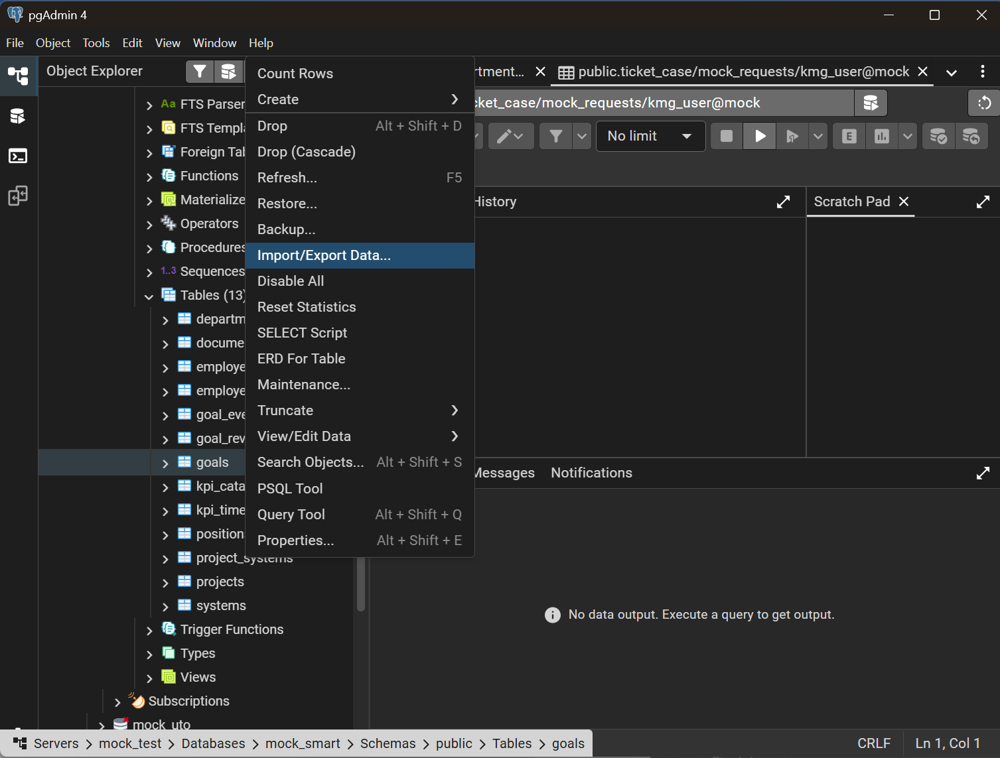 pgAdmin 4
File Object Tools Edit View Window Help
Object Explorer
Aa FTS Parser
FTS Templa
Foreign Tab
Functions
Materialize
Operators
Procedures
1..3 Sequences
Tables (13)
departm
docume
employe
employe
goal_eve
goal_rev
goals
kpi_cata
kpi_time
position
project_systems
projects
systems
Trigger Functions
Types
Views
Subscriptions
mock_uto
Count Rows
Create
Drop Alt + Shift + D
Drop (Cascade)
Refresh... F5
Restore...
Backup...
Import/Export Data...
Disable All
Reset Statistics
SELECT Script
ERD For Table
Maintenance...
Truncate
View/Edit Data
Search Objects... Alt + Shift + S
PSQL Tool
Query Tool Alt + Shift + Q
Properties... Alt + Shift + E
rtment... public.ticket_case/mock_requests/kmg_user@mock
cket_case/mock_requests/kmg_user@mock
No limit
E
History
Scratch Pad
Messages Notifications
No data output. Execute a query to get output.
Servers mock_test Databases mock_smart Schemas public Tables goals
CRLF Ln 1, Col 1